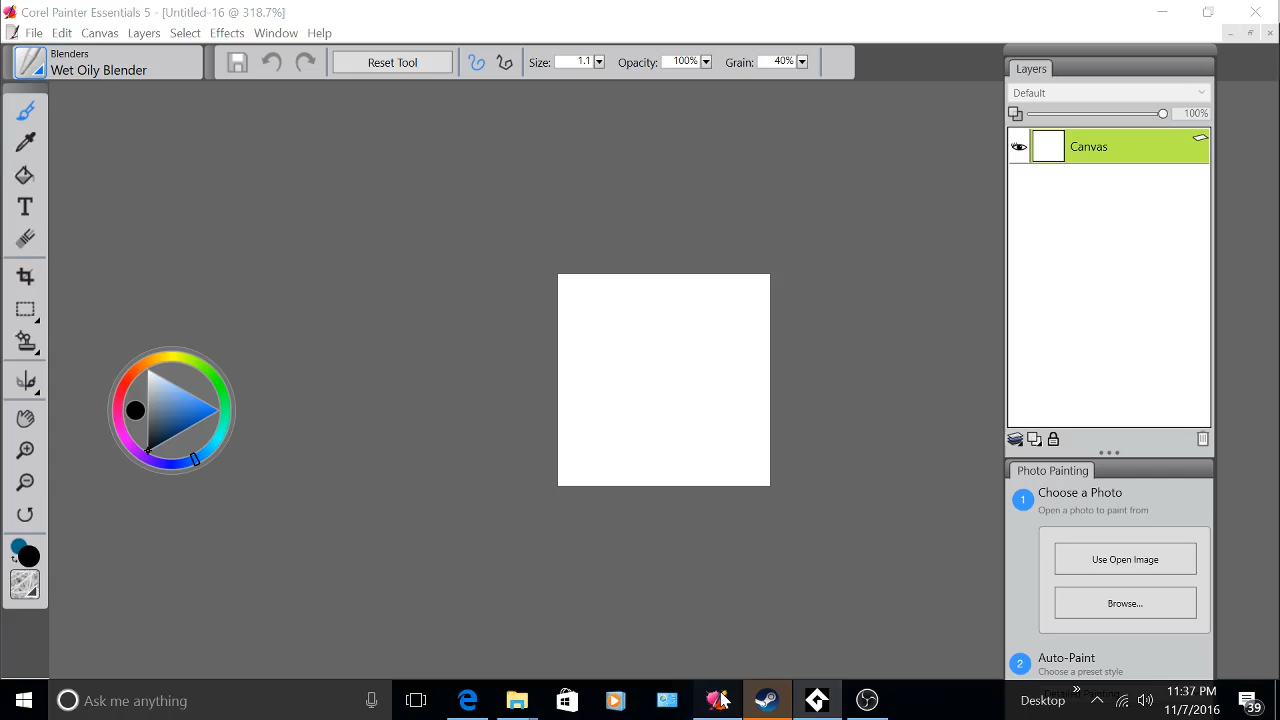 Corel Painter Essentials 5 - [Untitled-16 @ 318.7%]
File Edit Canvas Layers Select Effects Window Help
Blenders
Wet Oily Blender
Reset Tool
Size: 1.1
Opacity: 100%
Grain: 40%
Layers
Default
100%
Canvas
T
Photo Painting
1 Choose a Photo
Open a photo to paint from
Use Open Image
Browse...
2 Auto-Paint
Choose a preset style
Ask me anything
Desktop
11:37 PM
11/7/2016
39